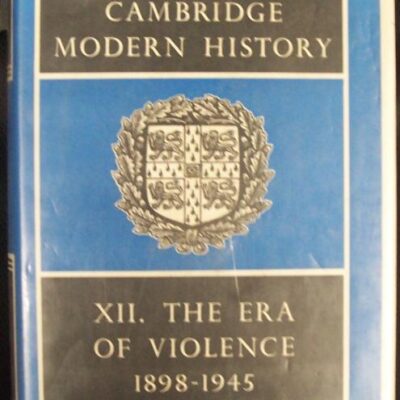 CAMBRIDGE
MODERN HISTORY
XII. THE ERA
OF VIOLENCE
1898-1945